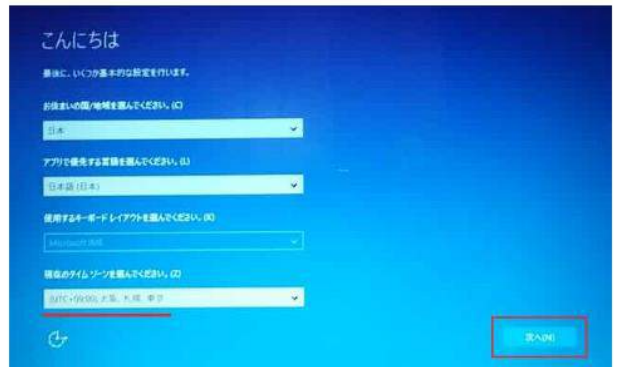 こんにちは
最後に、いくつか基本的な設定を行います。
お住まいの国/地域を選んでください。(C)
日本
アプリで優先する言語を選んでください。(L)
日本語 (日本)
使用するキーボード レイアウトを選んでください。(K)
Microsoft IME
現在のタイム ゾーンを選んでください。(Z)
(UTC+09:00) 大阪、札幌、東京
次へ(N)